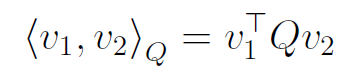 ⟨v₁, v₂⟩_Q = v₁^⊤ Q v₂